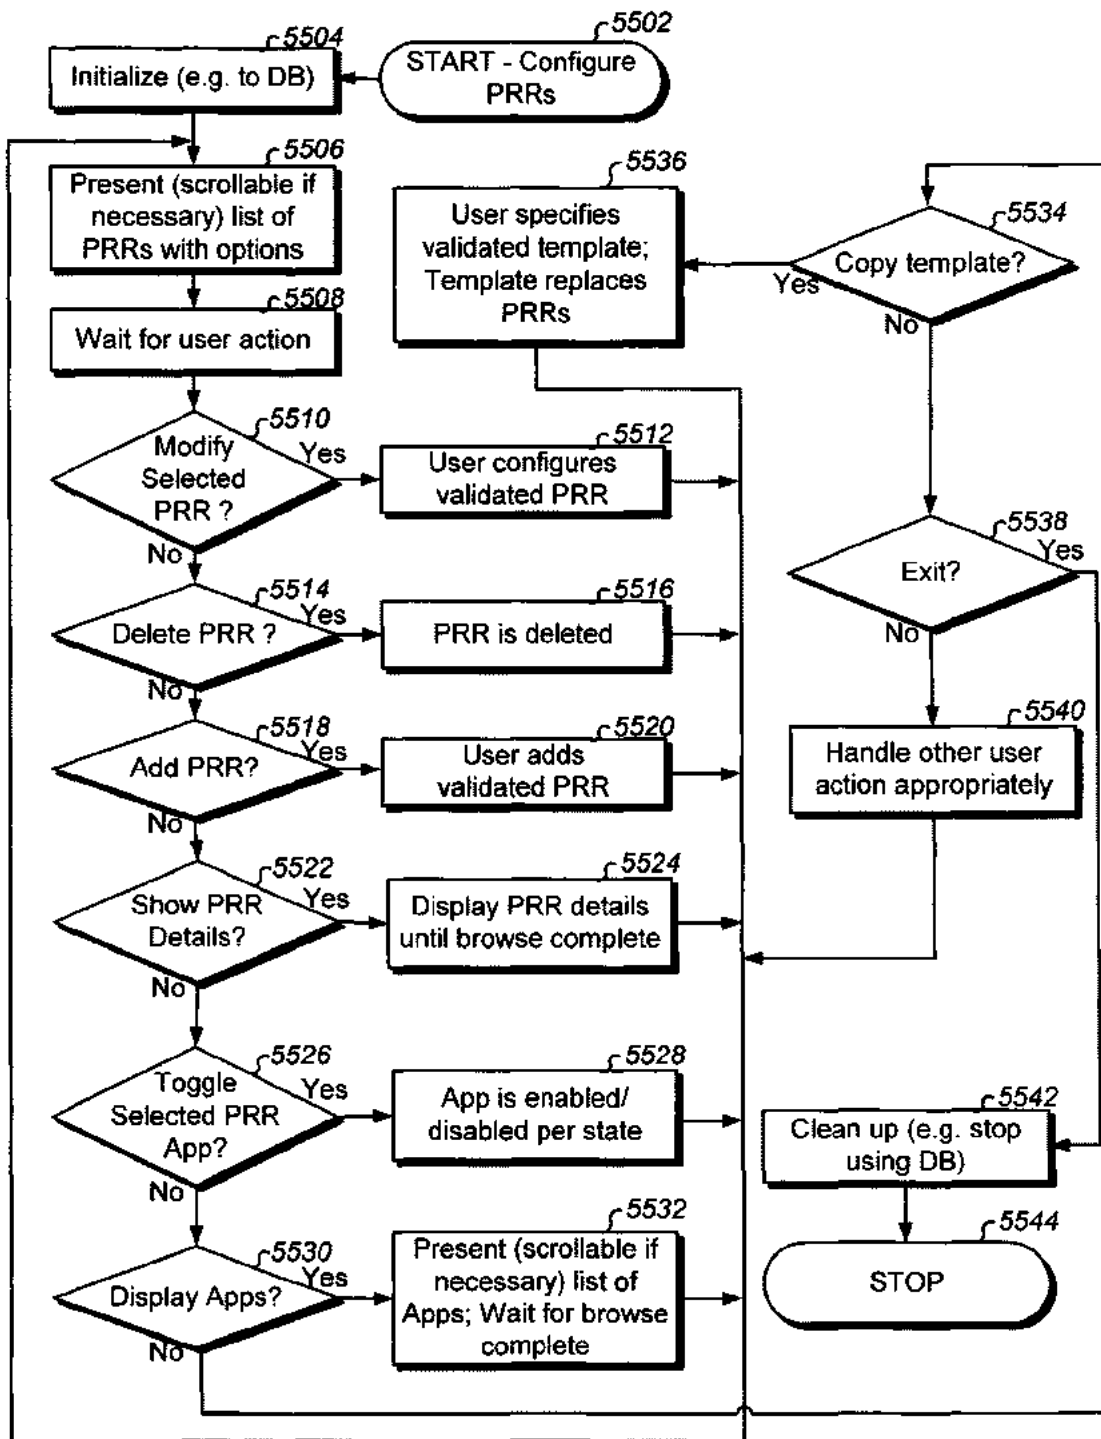 5502
START - Configure
PRRs
5504
Initialize (e.g. to DB)
5506
Present (scrollable if
necessary) list of
PRRs with options
5508
Wait for user action
5510
Modify
Selected
PRR ?
Yes
No
5512
User configures
validated PRR
5514
Delete PRR ?
Yes
No
5516
PRR is deleted
5518
Add PRR?
Yes
No
5520
User adds
validated PRR
5522
Show PRR
Details?
Yes
No
5524
Display PRR details
until browse complete
5526
Toggle
Selected PRR
App?
Yes
No
5528
App is enabled/
disabled per state
5530
Display Apps?
Yes
No
5532
Present (scrollable if
necessary) list of
Apps; Wait for browse
complete
5534
Copy template?
Yes
No
5536
User specifies
validated template;
Template replaces
PRRs
5538
Exit?
Yes
No
5540
Handle other user
action appropriately
5542
Clean up (e.g. stop
using DB)
5544
STOP